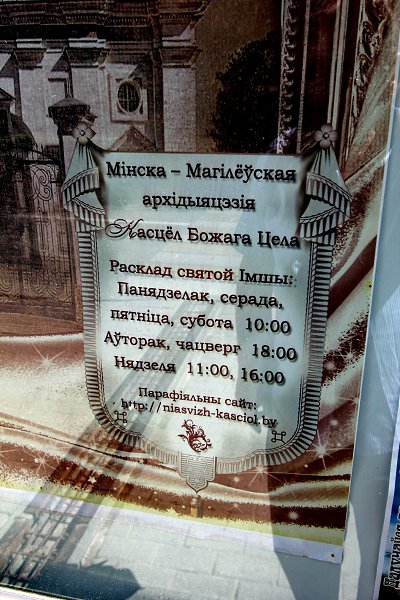 Мінска – Магілёўская
архідыяцэзія
Касцёл Божага Цела
Расклад святой Імшы:
Панядзелак, серада,
пятніца, субота 10:00
Аўторак, чацверг 18:00
Нядзеля 11:00, 16:00
Парафіяльны сайт:
http://niasvizh-kasciol.by